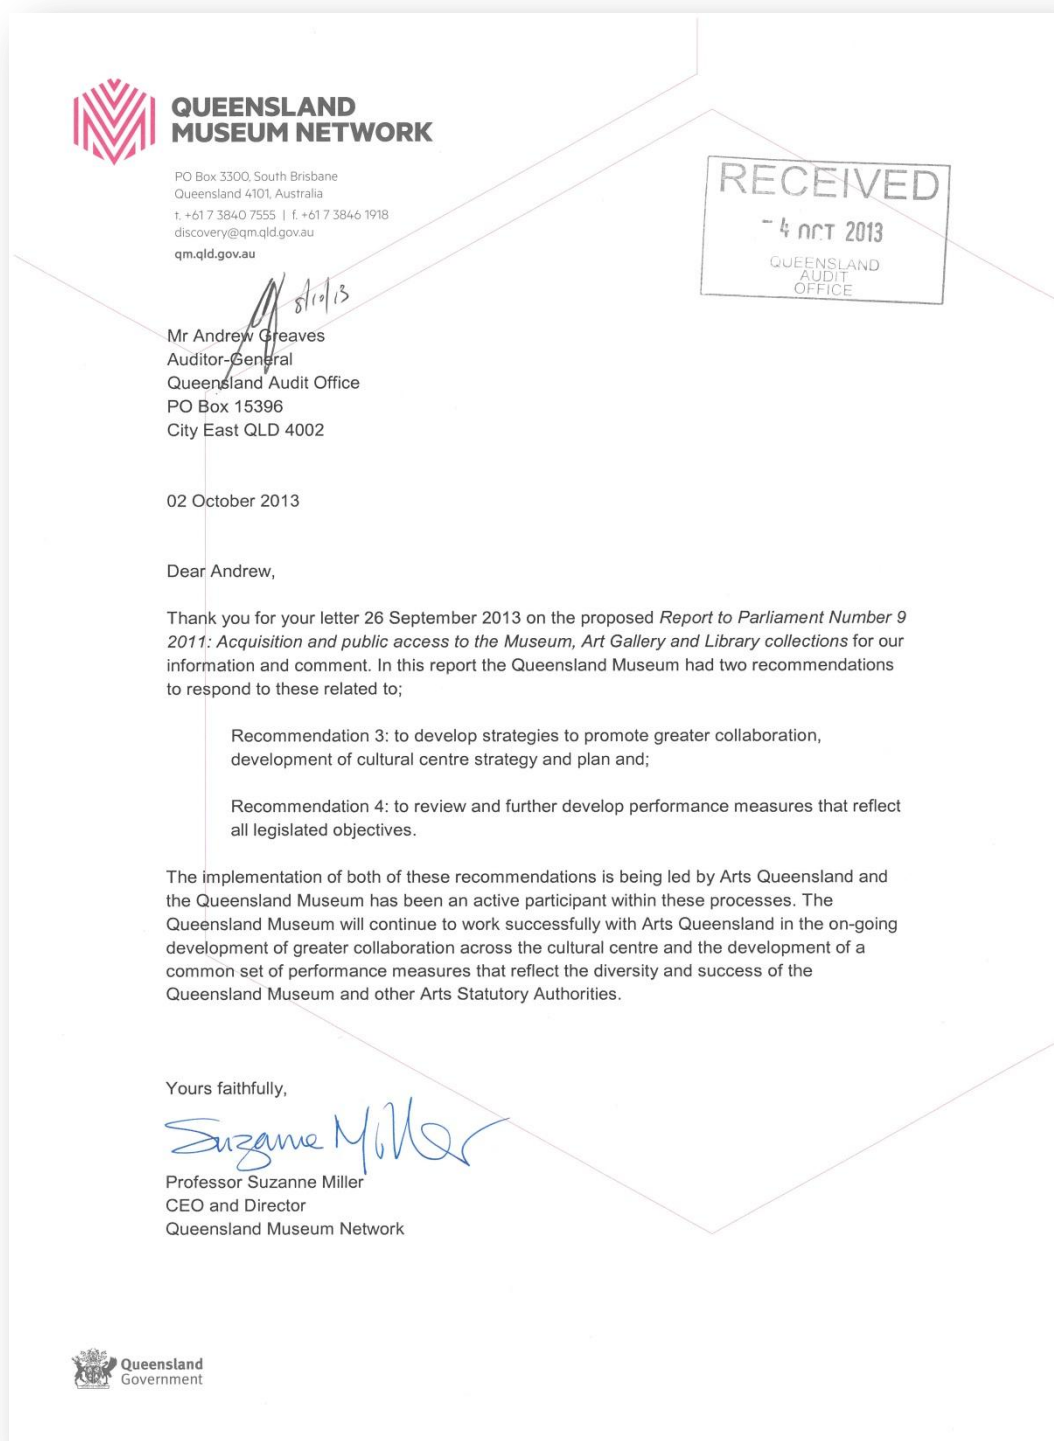 QUEENSLAND
MUSEUM NETWORK
PO Box 3300, South Brisbane
Queensland 4101, Australia
t. +61 7 3840 7555 | f. +61 7 3846 1918
discovery@qm.qld.gov.au
qm.qld.gov.au
RECEIVED
- 4 OCT 2013
QUEENSLAND
AUDIT
OFFICE
8/10/13
Mr Andrew Greaves
Auditor-General
Queensland Audit Office
PO Box 15396
City East QLD 4002
02 October 2013
Dear Andrew,
Thank you for your letter 26 September 2013 on the proposed Report to Parliament Number 9
2011: Acquisition and public access to the Museum, Art Gallery and Library collections for our
information and comment. In this report the Queensland Museum had two recommendations
to respond to these related to;
Recommendation 3: to develop strategies to promote greater collaboration,
development of cultural centre strategy and plan and;
Recommendation 4: to review and further develop performance measures that reflect
all legislated objectives.
The implementation of both of these recommendations is being led by Arts Queensland and
the Queensland Museum has been an active participant within these processes. The
Queensland Museum will continue to work successfully with Arts Queensland in the on-going
development of greater collaboration across the cultural centre and the development of a
common set of performance measures that reflect the diversity and success of the
Queensland Museum and other Arts Statutory Authorities.
Yours faithfully,
Suzanne Miller
Professor Suzanne Miller
CEO and Director
Queensland Museum Network
Queensland
Government